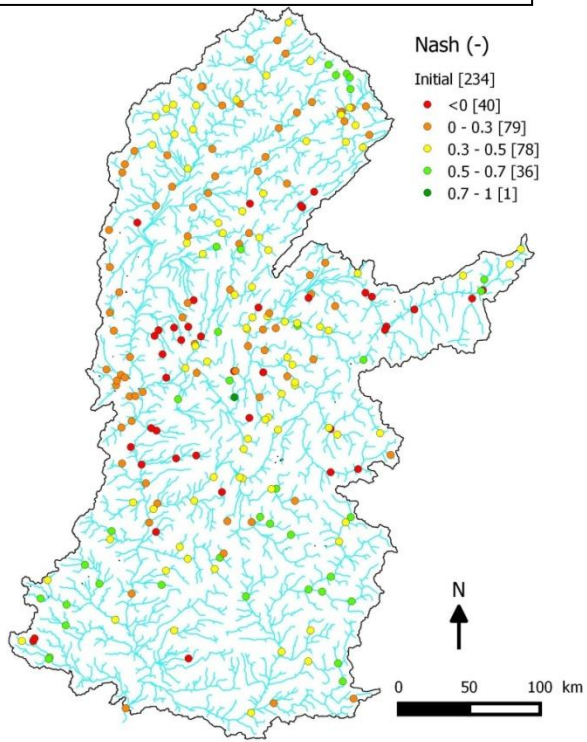 Nash (-)
Initial [234]
<0 [40]
0 - 0.3 [79]
0.3 - 0.5 [78]
0.5 - 0.7 [36]
0.7 - 1 [1]
N
0 50 100 km